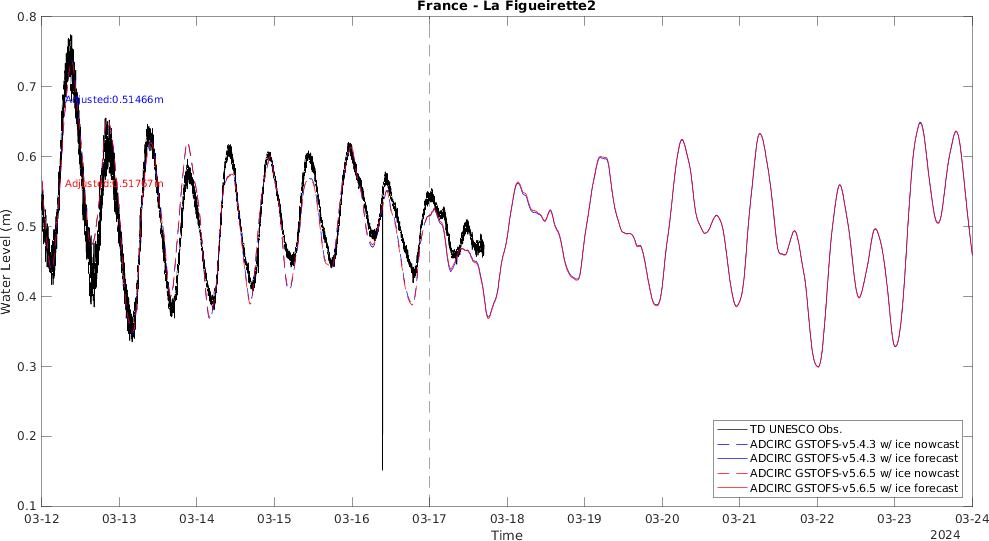 France - La Figueirette2
0.8
0.7
0.6
0.5
0.4
0.3
0.2
0.1
Water Level (m)
Adjusted:0.51466m
Adjusted:0.51767m
TD UNESCO Obs.
ADCIRC GSTOFS-v5.4.3 w/ ice nowcast
ADCIRC GSTOFS-v5.4.3 w/ ice forecast
ADCIRC GSTOFS-v5.6.5 w/ ice nowcast
ADCIRC GSTOFS-v5.6.5 w/ ice forecast
03-12 03-13 03-14 03-15 03-16 03-17 03-18 03-19 03-20 03-21 03-22 03-23 03-24
Time
2024